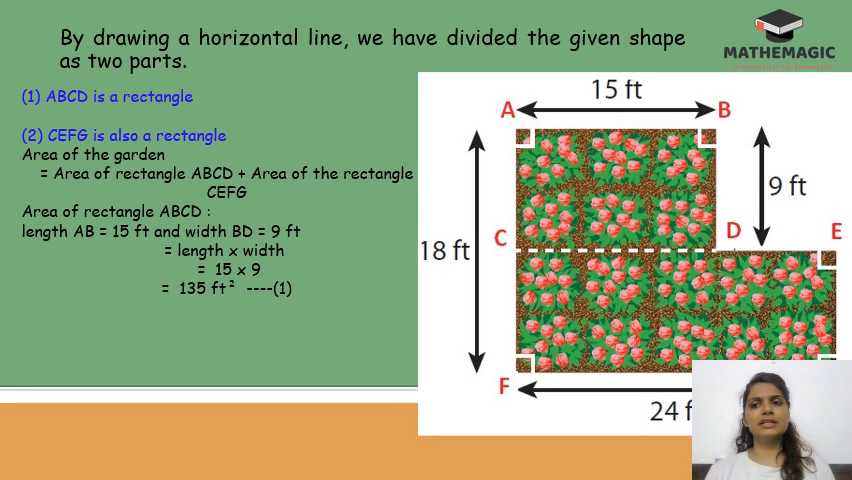 By drawing a horizontal line, we have divided the given shape
as two parts.
MATHEMAGIC
(1) ABCD is a rectangle
(2) CEFG is also a rectangle
Area of the garden
= Area of rectangle ABCD + Area of the rectangle
CEFG
Area of rectangle ABCD :
length AB = 15 ft and width BD = 9 ft
= length x width
= 15 x 9
= 135 ft² ----(1)
15 ft
A
B
9 ft
C
D
E
18 ft
F
24 f